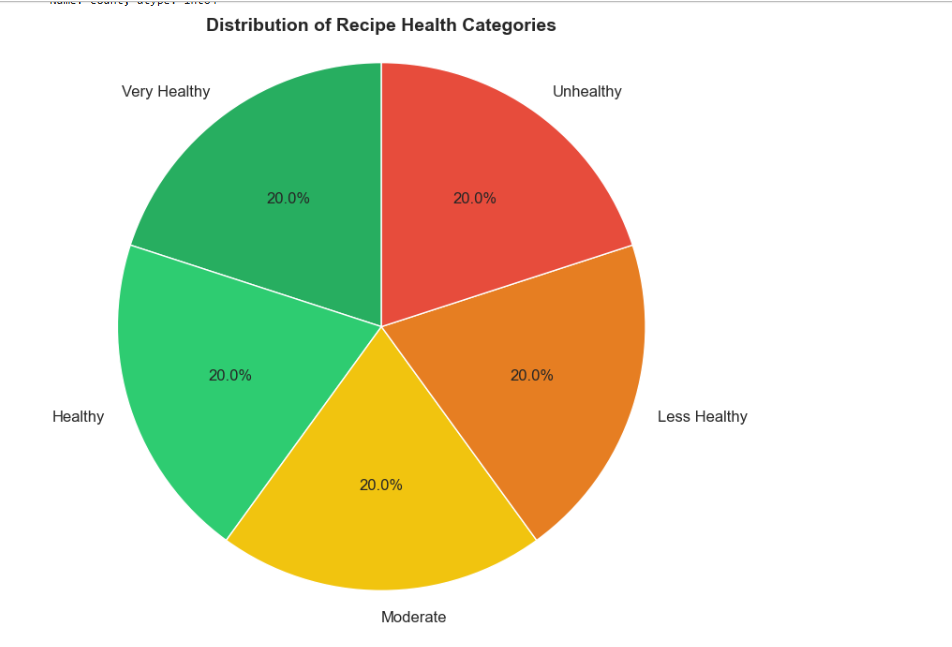 Distribution of Recipe Health Categories
Very Healthy
Unhealthy
20.0%
20.0%
20.0%
20.0%
Healthy
Less Healthy
20.0%
Moderate